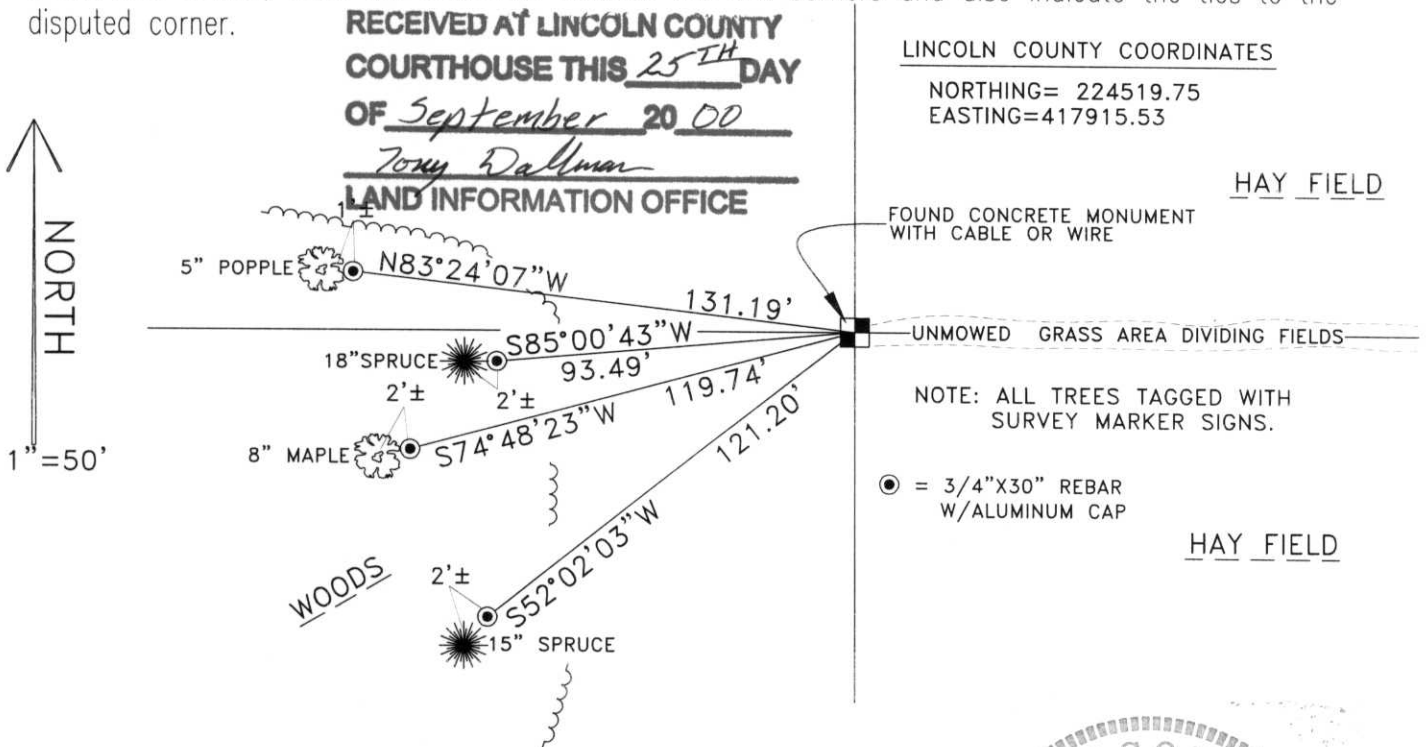 disputed corner.
RECEIVED AT LINCOLN COUNTY
COURTHOUSE THIS 25TH DAY
OF September 20 00
Tony Dallman
LAND INFORMATION OFFICE
LINCOLN COUNTY COORDINATES
NORTHING= 224519.75
EASTING=417915.53
HAY FIELD
NORTH
1"=50'
1'±
5" POPPLE
N83°24'07"W
131.19'
FOUND CONCRETE MONUMENT
WITH CABLE OR WIRE
18"SPRUCE
S85°00'43"W
93.49'
2'±
UNMOWED GRASS AREA DIVIDING FIELDS
2'±
8" MAPLE
S74°48'23"W
119.74'
NOTE: ALL TREES TAGGED WITH
SURVEY MARKER SIGNS.
121.20'
S52°02'03"W
= 3/4"X30" REBAR
W/ALUMINUM CAP
HAY FIELD
WOODS
2'±
15" SPRUCE